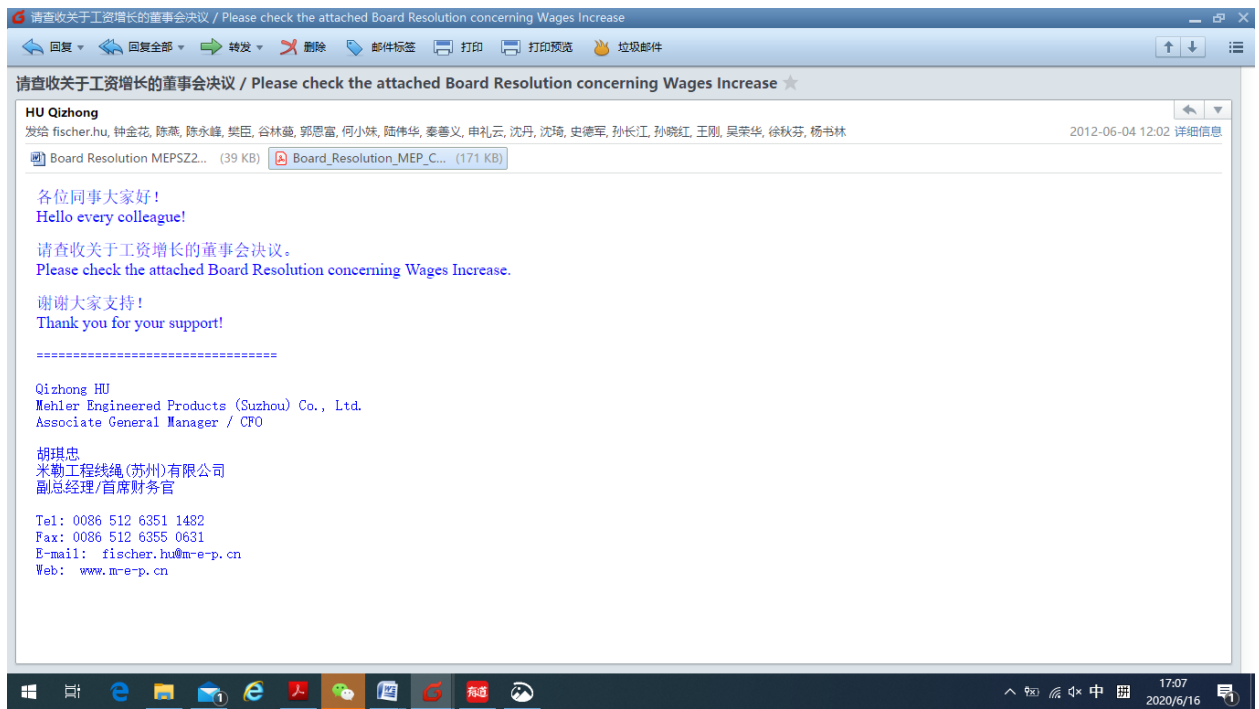 请查收关于工资增长的董事会决议 / Please check the attached Board Resolution concerning Wages Increase
回复 回复全部 转发 删除 邮件标签 打印 打印预览 垃圾邮件
请查收关于工资增长的董事会决议 / Please check the attached Board Resolution concerning Wages Increase
HU Qizhong
发给 fischer.hu, 钟金花, 陈燕, 陈永峰, 樊臣, 谷林蕤, 郭恩富, 何小妹, 陆伟华, 秦善义, 申礼云, 沈丹, 沈琦, 史德军, 孙长江, 孙晓红, 王刚, 吴荣华, 徐秋芬, 杨书林 2012-06-04 12:02 详细信息
Board Resolution MEPSZ2... (39 KB) Board_Resolution_MEP_C... (171 KB)
各位同事大家好!
Hello every colleague!
请查收关于工资增长的董事会决议。
Please check the attached Board Resolution concerning Wages Increase.
谢谢大家支持!
Thank you for your support!
=================================
Qizhong HU
Mehler Engineered Products (Suzhou) Co., Ltd.
Associate General Manager / CFO
胡琪忠
米勒工程线绳(苏州)有限公司
副总经理/首席财务官
Tel: 0086 512 6351 1482
Fax: 0086 512 6355 0631
E-mail: fischer.hu@m-e-p.cn
Web: www.m-e-p.cn
有道
中
拼
17:07
2020/6/16